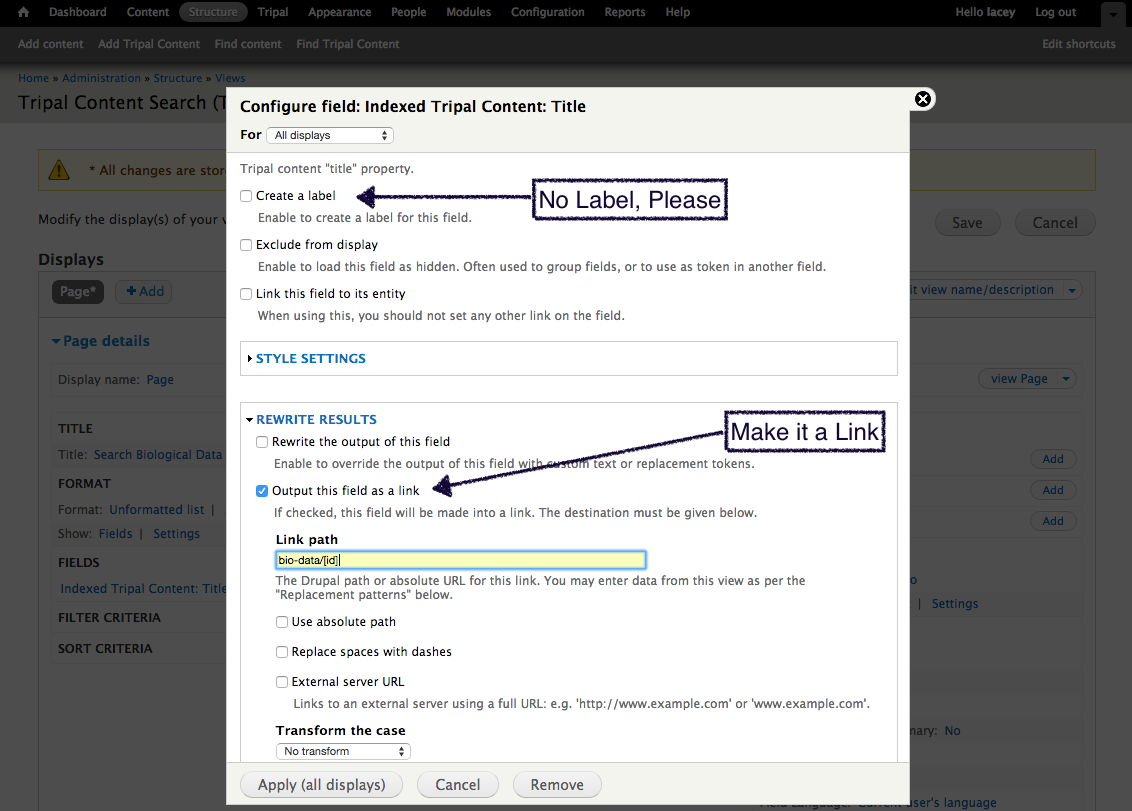 Dashboard Content Structure Tripal Appearance People Modules Configuration Reports Help Hello lacey Log out
Add content Add Tripal Content Find content Find Tripal Content Edit shortcuts
Home » Administration » Structure » Views
Tripal Content Search (T
Configure field: Indexed Tripal Content: Title
For All displays
* All changes are stor
Tripal content "title" property.
Create a label
No Label, Please
Enable to create a label for this field.
Modify the display(s) of your v
Save Cancel
Exclude from display
Enable to load this field as hidden. Often used to group fields, or to use as token in another field.
Displays
Page* + Add
it view name/description
Link this field to its entity
When using this, you should not set any other link on the field.
Page details
STYLE SETTINGS
Display name: Page
view Page
TITLE
Title: Search Biological Data
FORMAT
Format: Unformatted list |
Show: Fields | Settings
FIELDS
Indexed Tripal Content: Title
FILTER CRITERIA
SORT CRITERIA
REWRITE RESULTS
Make it a Link
Rewrite the output of this field
Enable to override the output of this field with custom text or replacement tokens.
Add
Output this field as a link
Add
If checked, this field will be made into a link. The destination must be given below.
Add
Link path
bio-data/[id]
The Drupal path or absolute URL for this link. You may enter data from this view as per the
"Replacement patterns" below.
o
| Settings
Use absolute path
Replace spaces with dashes
External server URL
Links to an external server using a full URL: e.g. 'http://www.example.com' or 'www.example.com'.
Transform the case
mary: No
No transform
Apply (all displays) Cancel Remove
Field Language: Current user's language